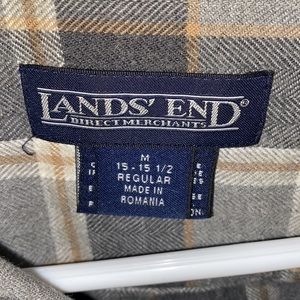 LANDS' END®
DIRECT MERCHANTS
M
15 - 15 1/2
REGULAR
MADE IN
ROMANIA